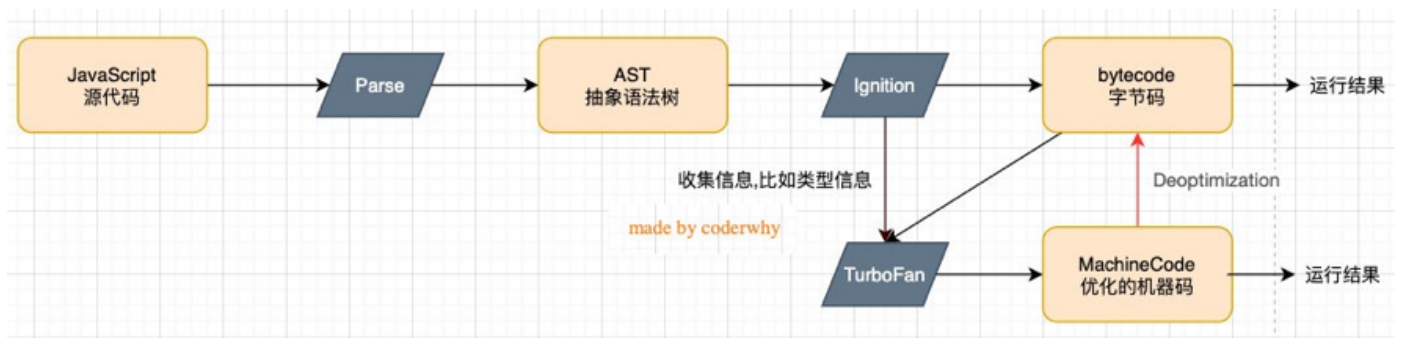 JavaScript
源代码
Parse
AST
抽象语法树
Ignition
bytecode
字节码
运行结果
收集信息,比如类型信息
Deoptimization
made by coderwhy
TurboFan
MachineCode
优化的机器码
运行结果